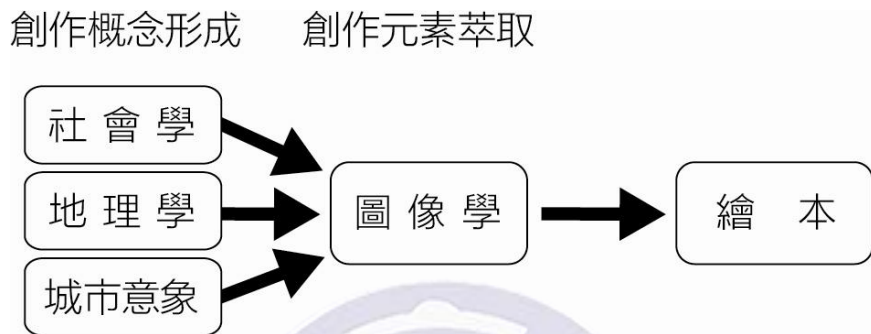 創作概念形成 創作元素萃取
社會學
地理學
圖像學
繪本
城市意象